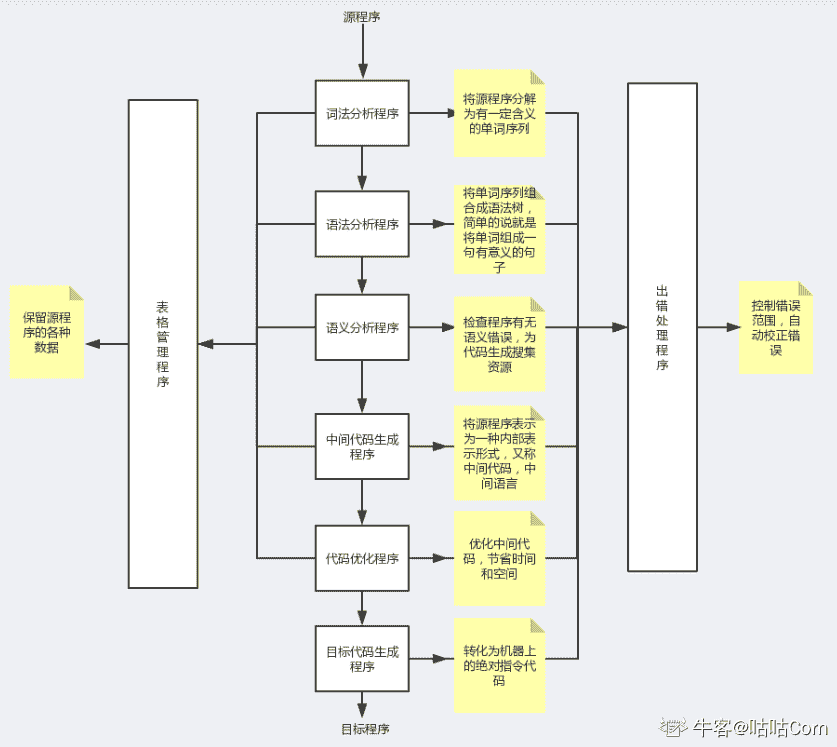 源程序
词法分析程序
将源程序分解
为有一定含义
的单词序列
语法分析程序
将单词序列组
合成语法树，
简单的说就是
将单词组成一
句有意义的句
子
语义分析程序
检查程序有无
语义错误，为
代码生成搜集
资源
中间代码生成
程序
将源程序表示
为一种内部表
示形式，又称
中间代码，中
间语言
代码优化程序
优化中间代
码，节省时间
和空间
目标代码生成
程序
转化为机器上
的绝对指令代
码
目标程序
表
格
管
理
程
序
保留源程
序的各种
数据
出
错
处
理
程
序
控制错误
范围，自
动校正错
误
牛客@咕咕Com